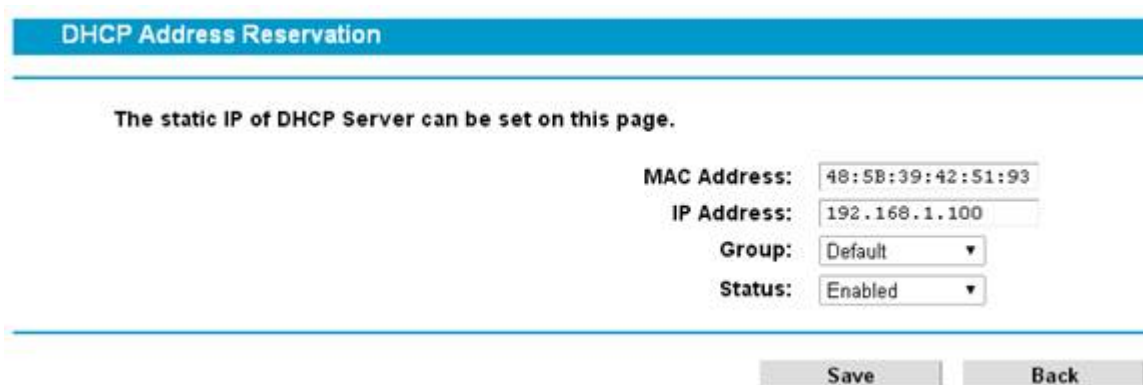 DHCP Address Reservation
The static IP of DHCP Server can be set on this page.
MAC Address: 48:5B:39:42:51:93
IP Address: 192.168.1.100
Group: Default
Status: Enabled
Save Back